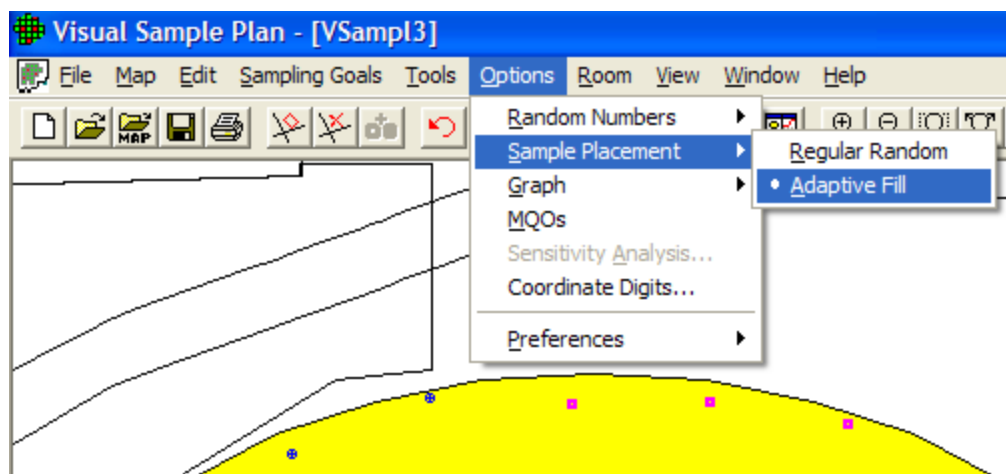 Visual Sample Plan - [VSampl3]
File Map Edit Sampling Goals Tools Options Room View Window Help
MAP
Random Numbers
Sample Placement
Regular Random
Graph
Adaptive Fill
MQOs
Sensitivity Analysis...
Coordinate Digits...
Preferences